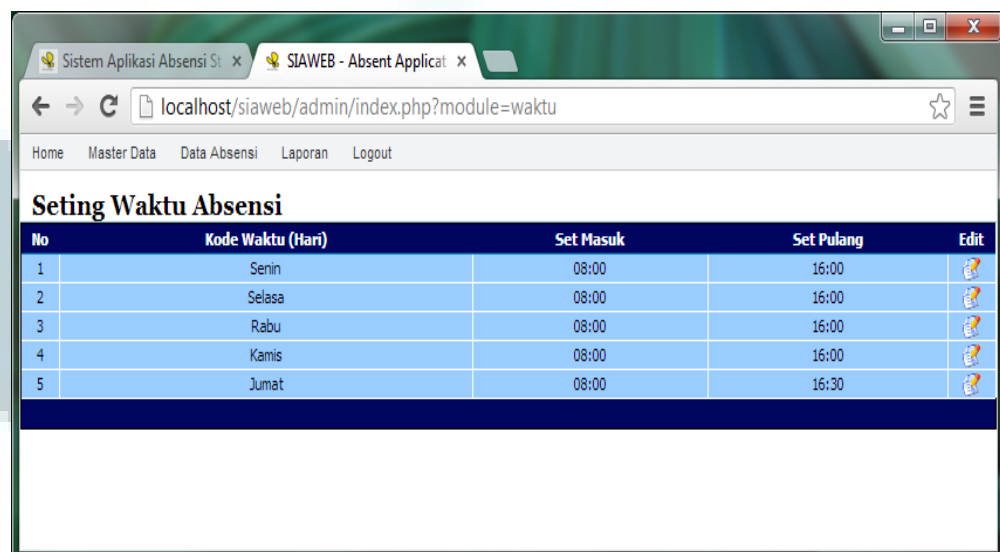 Sistem Aplikasi Absensi St
SIAWEB - Absent Applicat
localhost/siaweb/admin/index.php?module=waktu
Home Master Data Data Absensi Laporan Logout
Seting Waktu Absensi
No Kode Waktu (Hari) Set Masuk Set Pulang Edit
1 Senin 08:00 16:00
2 Selasa 08:00 16:00
3 Rabu 08:00 16:00
4 Kamis 08:00 16:00
5 Jumat 08:00 16:30